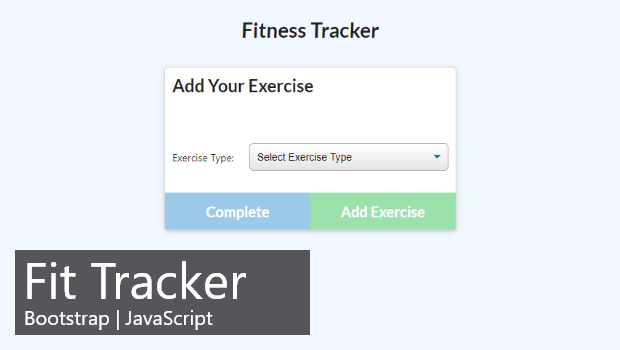 Fitness Tracker
Add Your Exercise
Exercise Type: Select Exercise Type
Complete Add Exercise
Fit Tracker
Bootstrap | JavaScript